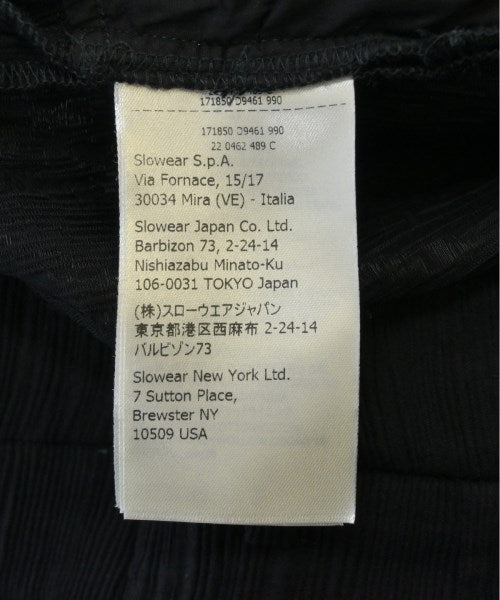 171850 D9461 990
171850 D9461 990
22 0462 489 C
Slowear S.p.A.
Via Fornace, 15/17
30034 Mira (VE) - Italia
Slowear Japan Co. Ltd.
Barbizon 73, 2-24-14
Nishiazabu Minato-Ku
106-0031 TOKYO Japan
(株)スローウエアジャパン
東京都港区西麻布 2-24-14
バルビゾン73
Slowear New York Ltd.
7 Sutton Place,
Brewster NY
10509 USA